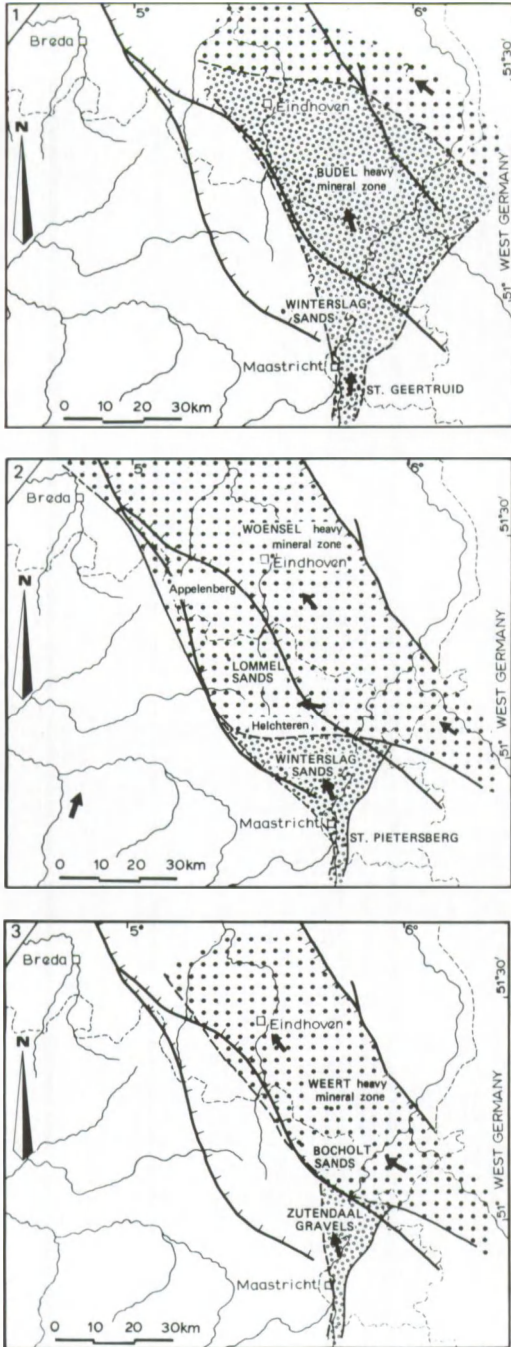 1
5°
6°
Breda
51°30'
Eindhoven
N
BUDEL heavy
mineral zone
WEST GERMANY
51°
WINTERSLAG
SANDS
Maastricht
ST. GEERTRUID
0 10 20 30km
2
5°
6°
Breda
51°30'
WOENSEL heavy
mineral zone
Eindhoven
N
Appelenberg
LOMMEL
SANDS
WEST GERMANY
Helchteren
51°
WINTERSLAG
SANDS
Maastricht
ST. PIETERSBERG
0 10 20 30km
3
5°
6°
Breda
51°30'
Eindhoven
N
WEERT heavy
mineral zone
BOCHOLT
SANDS
WEST GERMANY
51°
ZUTENDAAL
GRAVELS
Maastricht
0 10 20 30km